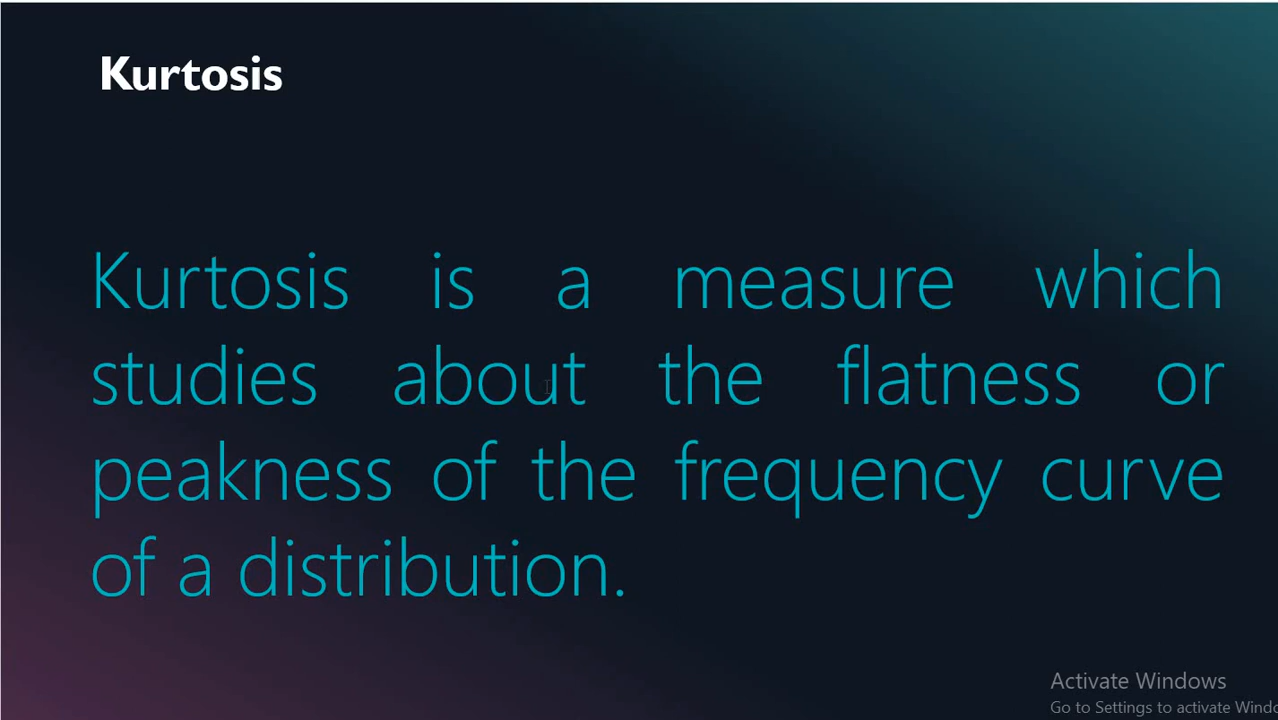 Kurtosis
Kurtosis is a measure which
studies about the flatness or
peakness of the frequency curve
of a distribution.
Activate Windows
Go to Settings to activate Windo